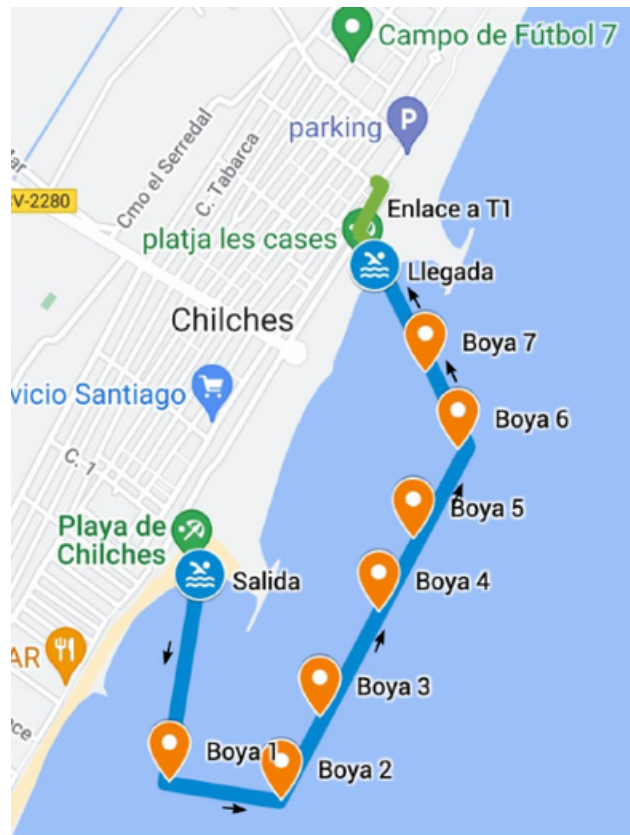 Campo de Fútbol 7
parking
P
C. Tabarca
Cmo el Serredal
CV-2280
Enlace a T1
platja les cases
Llegada
Chilches
Boya 7
vicio Santiago
Boya 6
C. 1
Boya 5
Playa de
Chilches
Salida
Boya 4
AR
Boya 3
Boya 1
Boya 2